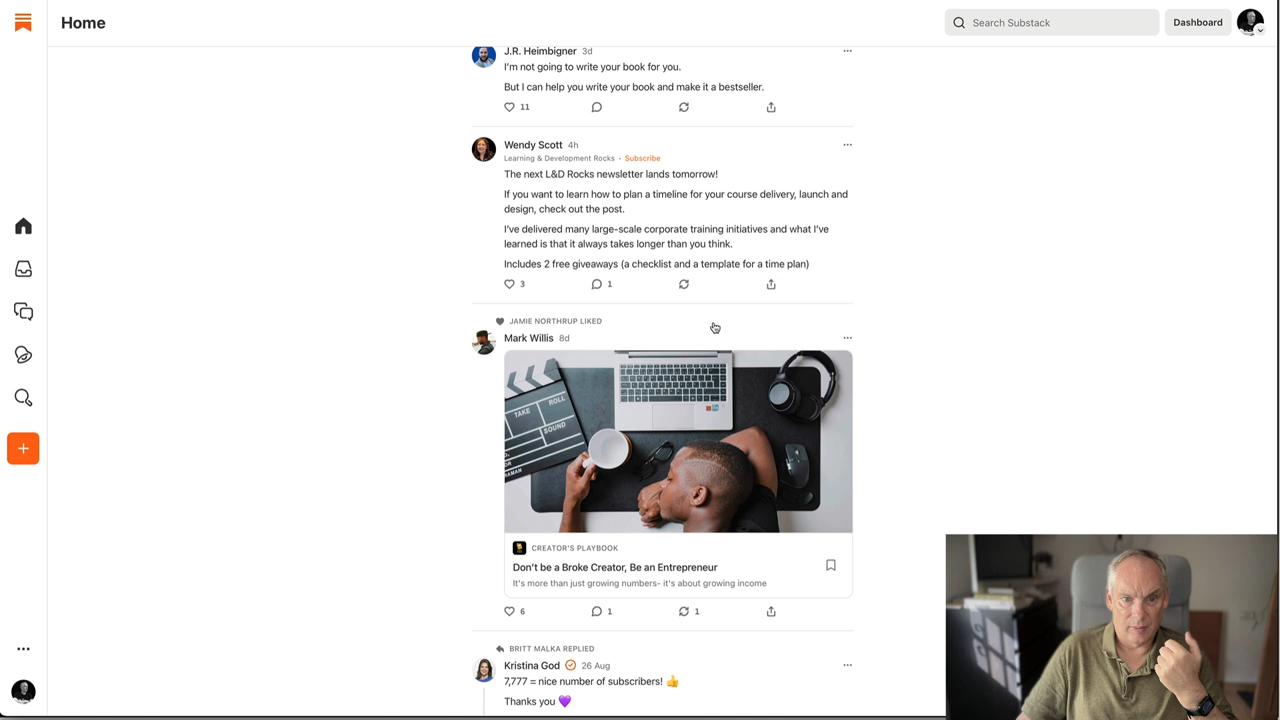 Home
Search Substack
Dashboard
J.R. Heimbigner 3d
I'm not going to write your book for you.
But I can help you write your book and make it a bestseller.
11
Wendy Scott 4h
Learning & Development Rocks • Subscribe
The next L&D Rocks newsletter lands tomorrow!
If you want to learn how to plan a timeline for your course delivery, launch and
design, check out the post.
I've delivered many large-scale corporate training initiatives and what I've
learned is that it always takes longer than you think.
Includes 2 free giveaways (a checklist and a template for a time plan)
3 1
JAMIE NORTHRUP LIKED
Mark Willis 8d
TAKE ROLL
SOUND
CREATOR'S PLAYBOOK
Don't be a Broke Creator, Be an Entrepreneur
It's more than just growing numbers- it's about growing income
6 1 1
BRITT MALKA REPLIED
Kristina God 26 Aug
7,777 = nice number of subscribers! 👍
Thank you 💜